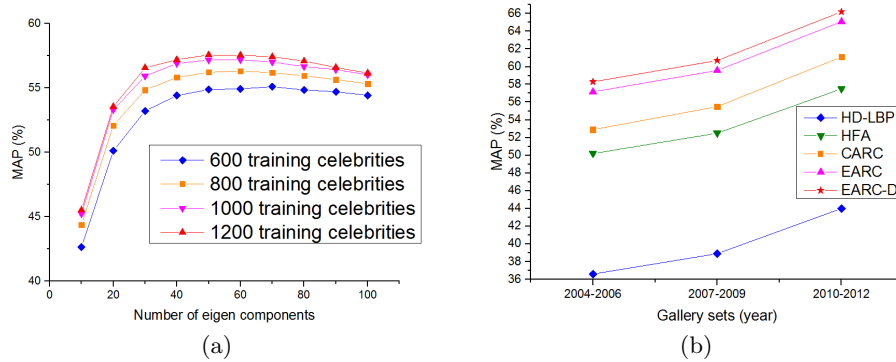 60
55
50
45
40
MAP (%)
600 training celebrities
800 training celebrities
1000 training celebrities
1200 training celebrities
0 20 40 60 80 100
Number of eigen components
(a)
66
64
62
60
58
56
54
52
50
48
46
44
42
40
38
36
MAP (%)
HD-LBP
HFA
CARC
EARC
EARC-D
2004-2006 2007-2009 2010-2012
Gallery sets (year)
(b)